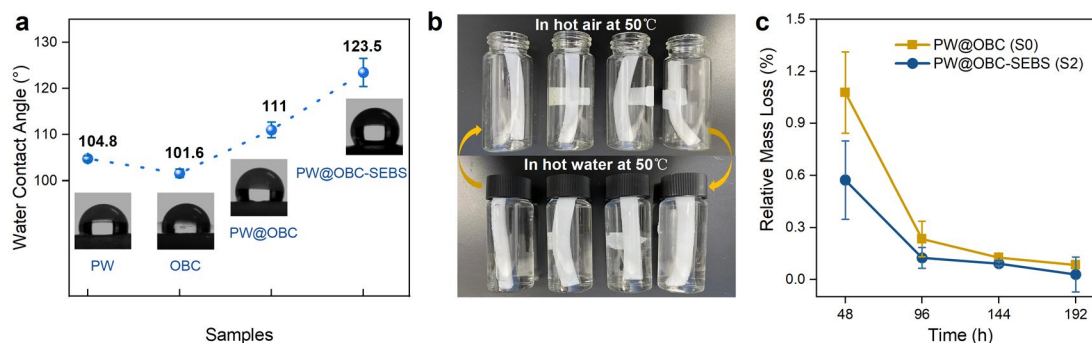 a
Water Contact Angle (°)
130
120
110
100
104.8
101.6
111
123.5
PW
OBC
PW@OBC
PW@OBC-SEBS
Samples
b
In hot air at 50℃
In hot water at 50℃
c
Relative Mass Loss (%)
1.5
1.2
0.9
0.6
0.3
0.0
PW@OBC (S0)
PW@OBC-SEBS (S2)
48
96
144
192
Time (h)